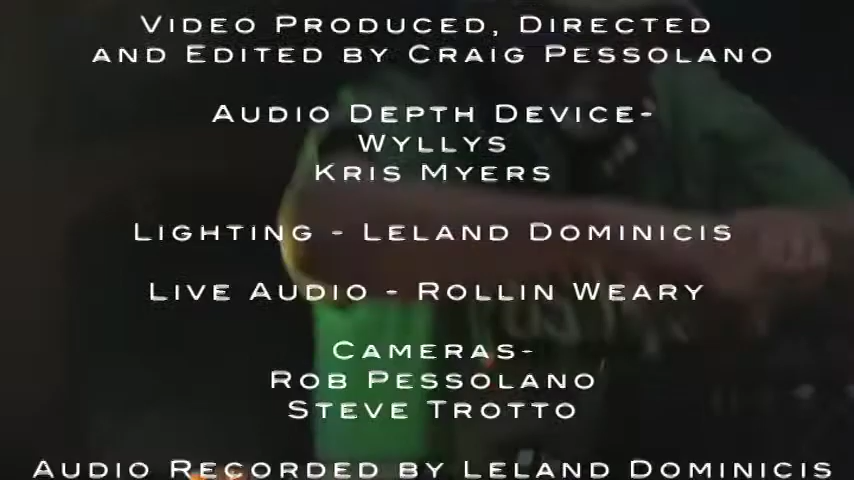 Video Produced, Directed
and Edited by Craig Pessolano
Audio Depth Device-
Wyllys
Kris Myers
Lighting - Leland Dominicis
Live Audio - Rollin Weary
Cameras-
Rob Pessolano
Steve Trotto
Audio Recorded by Leland Dominicis